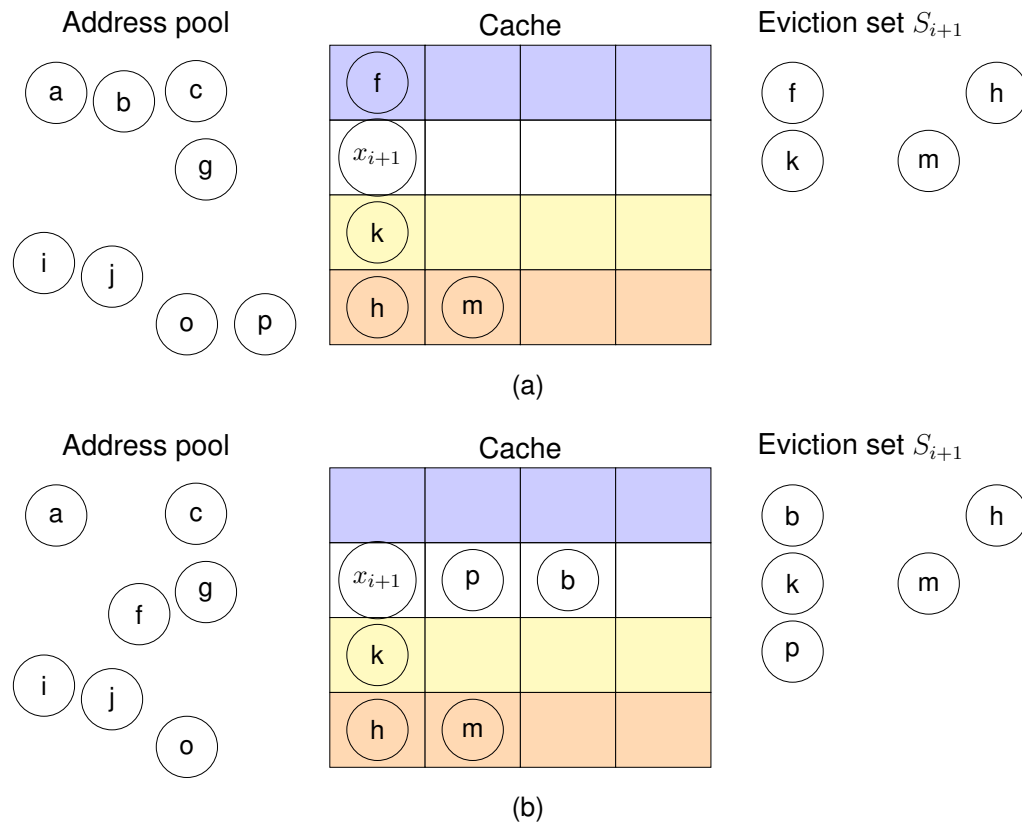 Address pool
Cache
Eviction set $S_{i+1}$
a b c
f
f h
g
$x_{i+1}$
k m
i j
k
o p
h m
(a)
Address pool
Cache
Eviction set $S_{i+1}$
a c
b h
f g
$x_{i+1}$ p b
k m
i j
k
p
o
h m
(b)